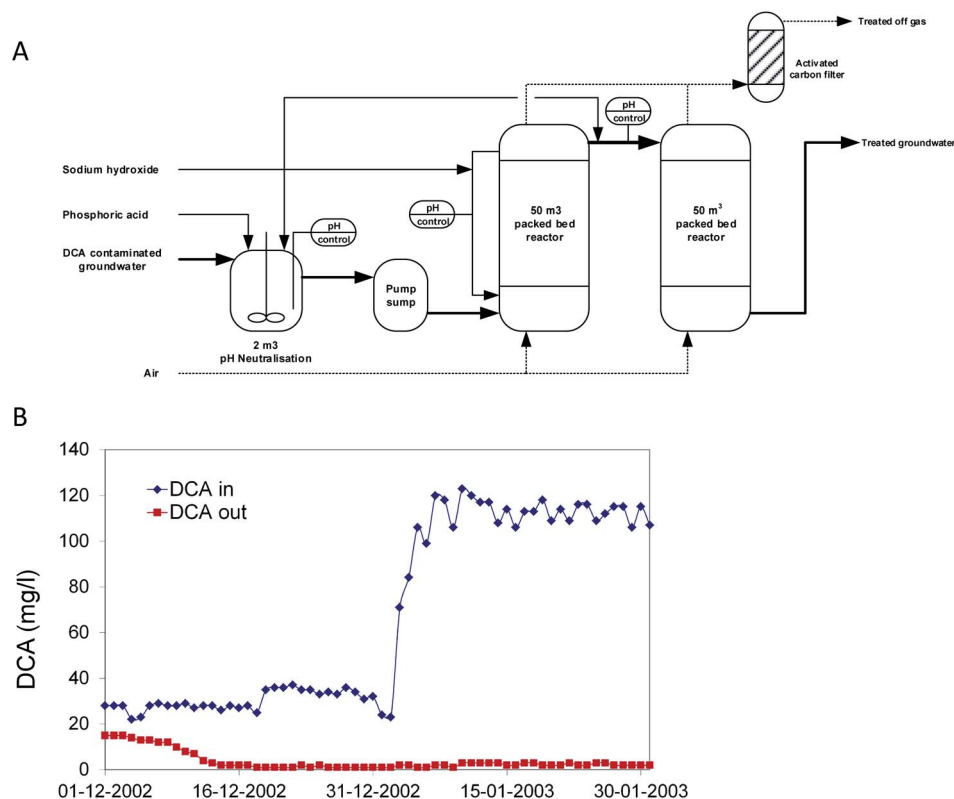 A
Treated off gas
Activated
carbon filter
pH
control
Treated groundwater
Sodium hydroxide
Phosphoric acid
pH
control
50 m3
packed bed
reactor
50 m³
packed bed
reactor
pH
control
DCA contaminated
groundwater
Pump
sump
2 m3
pH Neutralisation
Air
B
DCA (mg/l)
140
120
100
80
60
40
20
0
DCA in
DCA out
01-12-2002
16-12-2002
31-12-2002
15-01-2003
30-01-2003